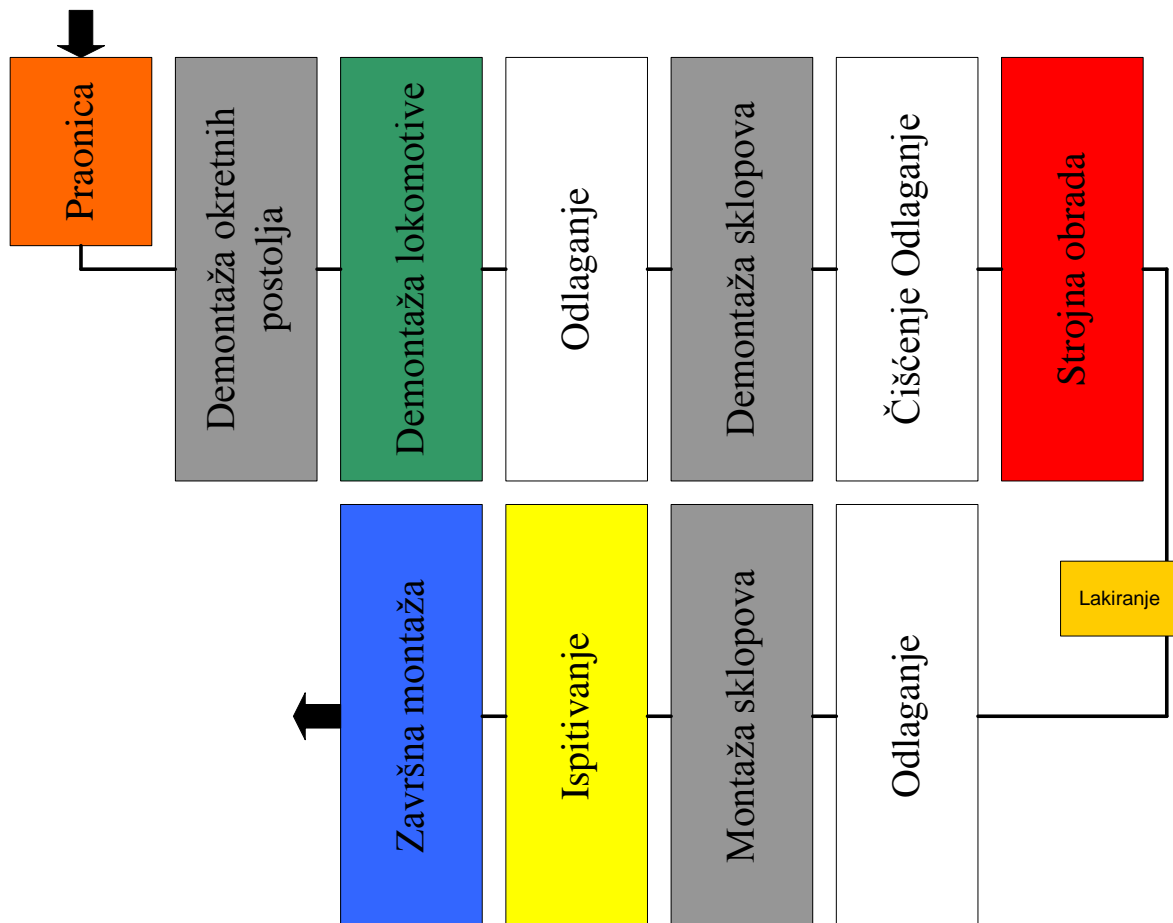 Praonica
Demontaža okretnih
postolja
Demontaža lokomotive
Odlaganje
Demontaža sklopova
Čišćenje Odlaganje
Strojna obrada
Lakiranje
Odlaganje
Montaža sklopova
Ispitivanje
Završna montaža